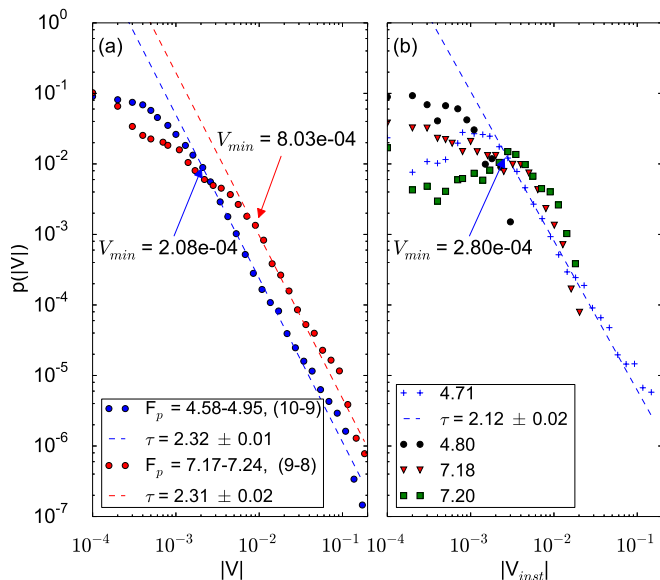 (a)
(b)
10^0
10^-1
10^-2
10^-3
10^-4
10^-5
10^-6
10^-7
p(|V|)
V_min = 8.03e-04
V_min = 2.08e-04
V_min = 2.80e-04
F_p = 4.58-4.95, (10-9)
τ = 2.32 ± 0.01
F_p = 7.17-7.24, (9-8)
τ = 2.31 ± 0.02
4.71
τ = 2.12 ± 0.02
4.80
7.18
7.20
10^-4 10^-3 10^-2 10^-1
10^-4 10^-3 10^-2 10^-1
|V|
|V_inst|